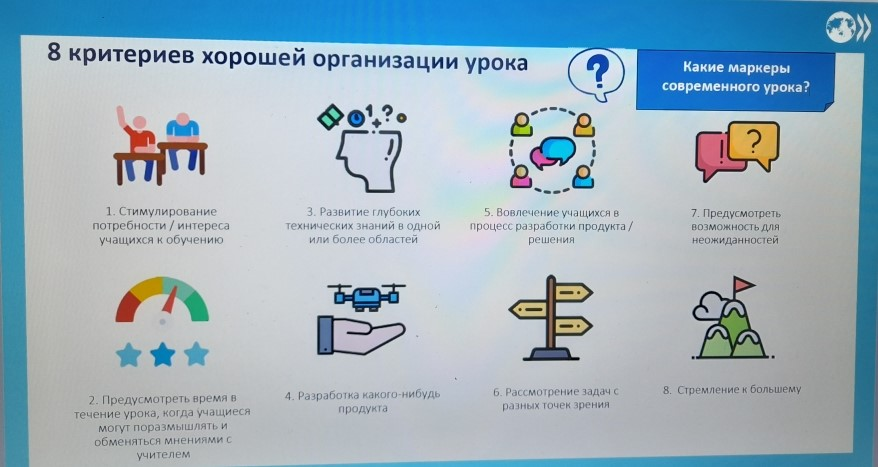 8 критериев хорошей организации урока
?
Какие маркеры
современного урока?
1. Стимулирование
потребности / интереса
учащихся к обучению
2. Предусмотреть время в
течение урока, когда учащиеся
могут поразмышлять и
обменяться мнениями с
учителем
1
?
+
3. Развитие глубоких
технических знаний в одной
или более областей
4. Разработка какого-нибудь
продукта
5. Вовлечение учащихся в
процесс разработки продукта /
решения
6. Рассмотрение задач с
разных точек зрения
! ?
7. Предусмотреть
возможность для
неожиданностей
8. Стремление к большему